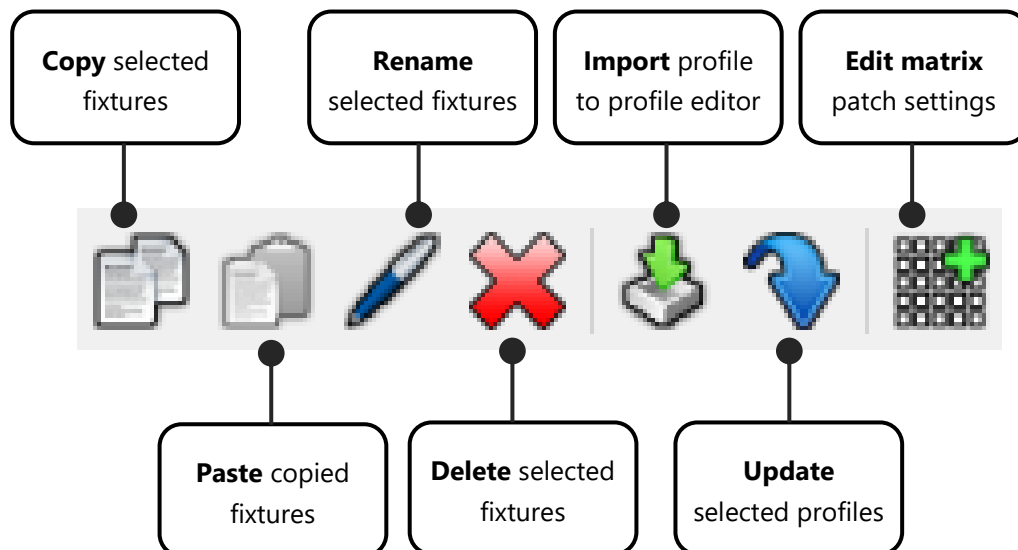 Copy selected
fixtures
Rename
selected fixtures
Import profile
to profile editor
Edit matrix
patch settings
Paste copied
fixtures
Delete selected
fixtures
Update
selected profiles